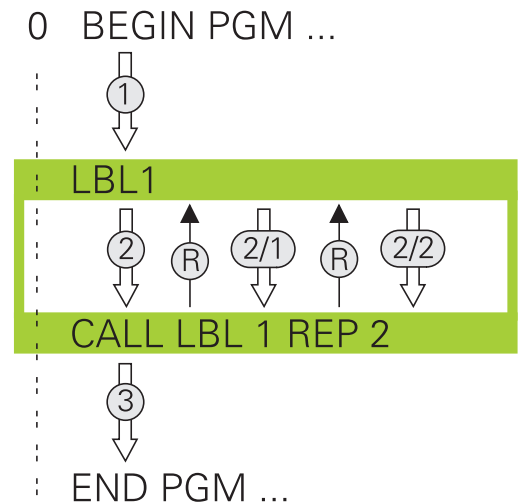 0 BEGIN PGM ...
1
LBL1
2 R 2/1 R 2/2
CALL LBL 1 REP 2
3
END PGM ...